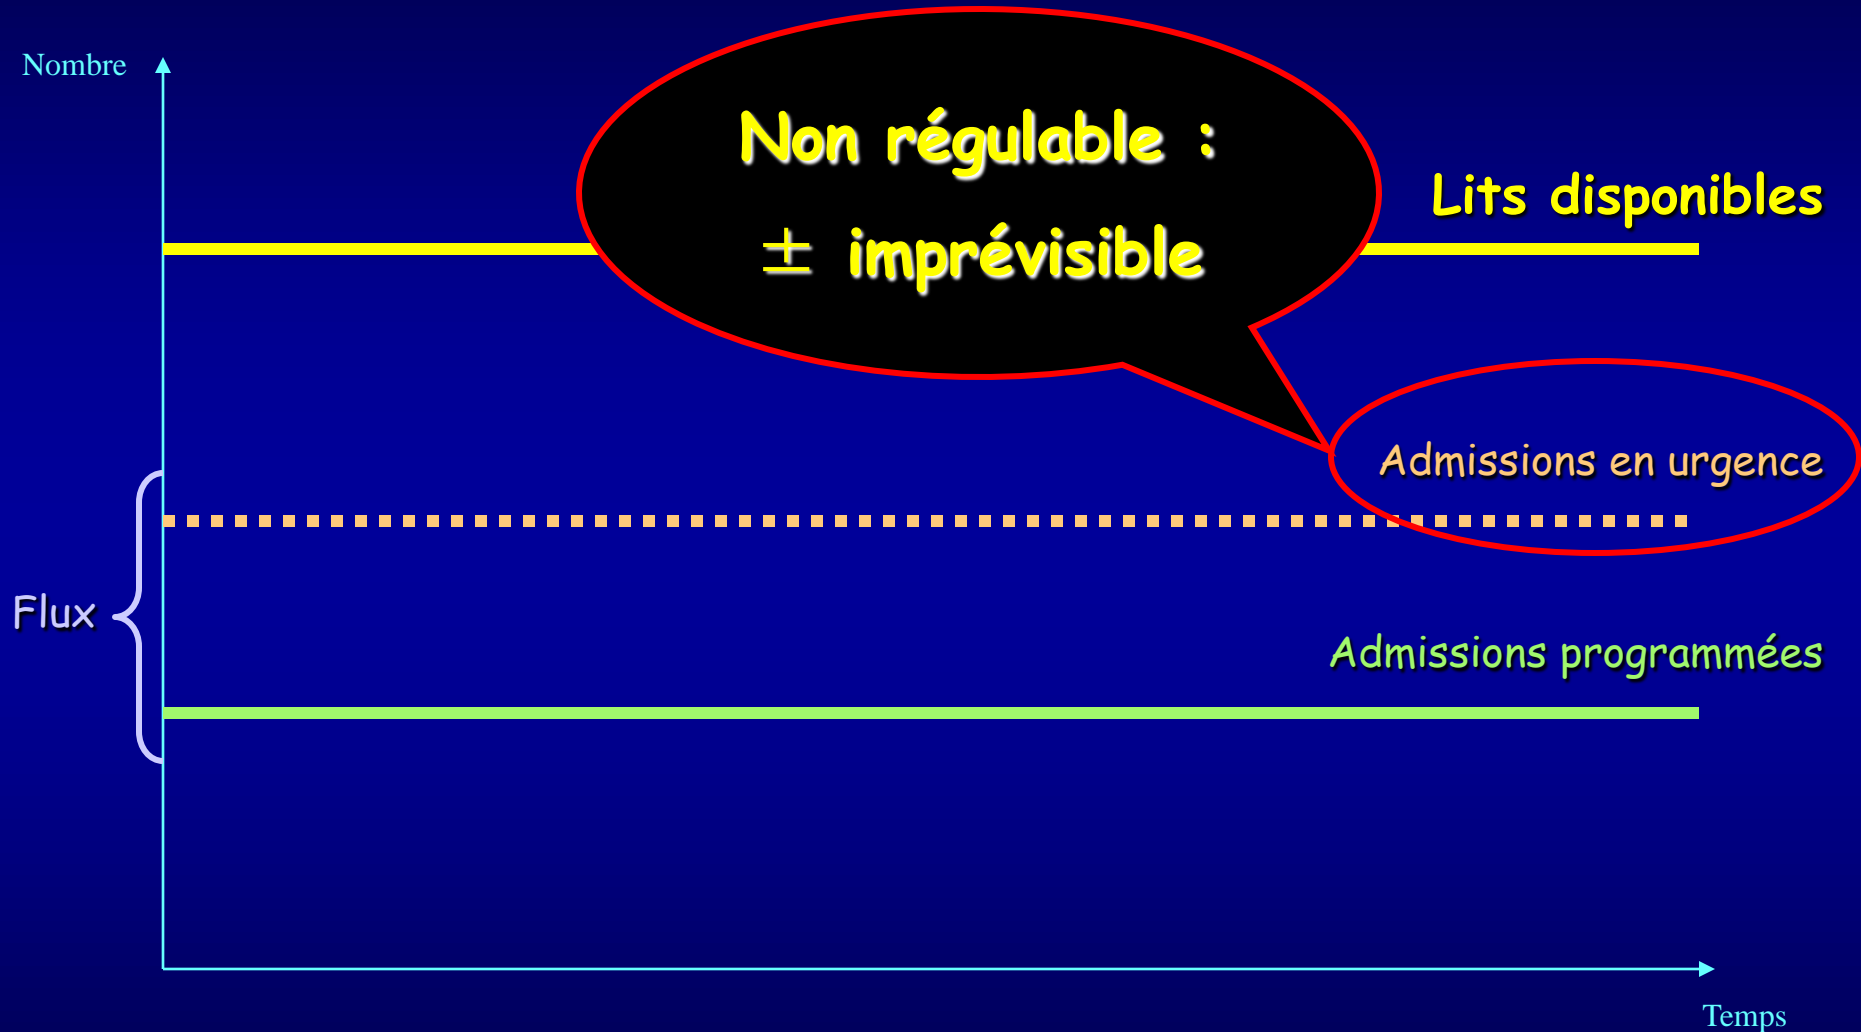 Nombre
Non régulable :
± imprévisible
Lits disponibles
Admissions en urgence
Flux
Admissions programmées
Temps